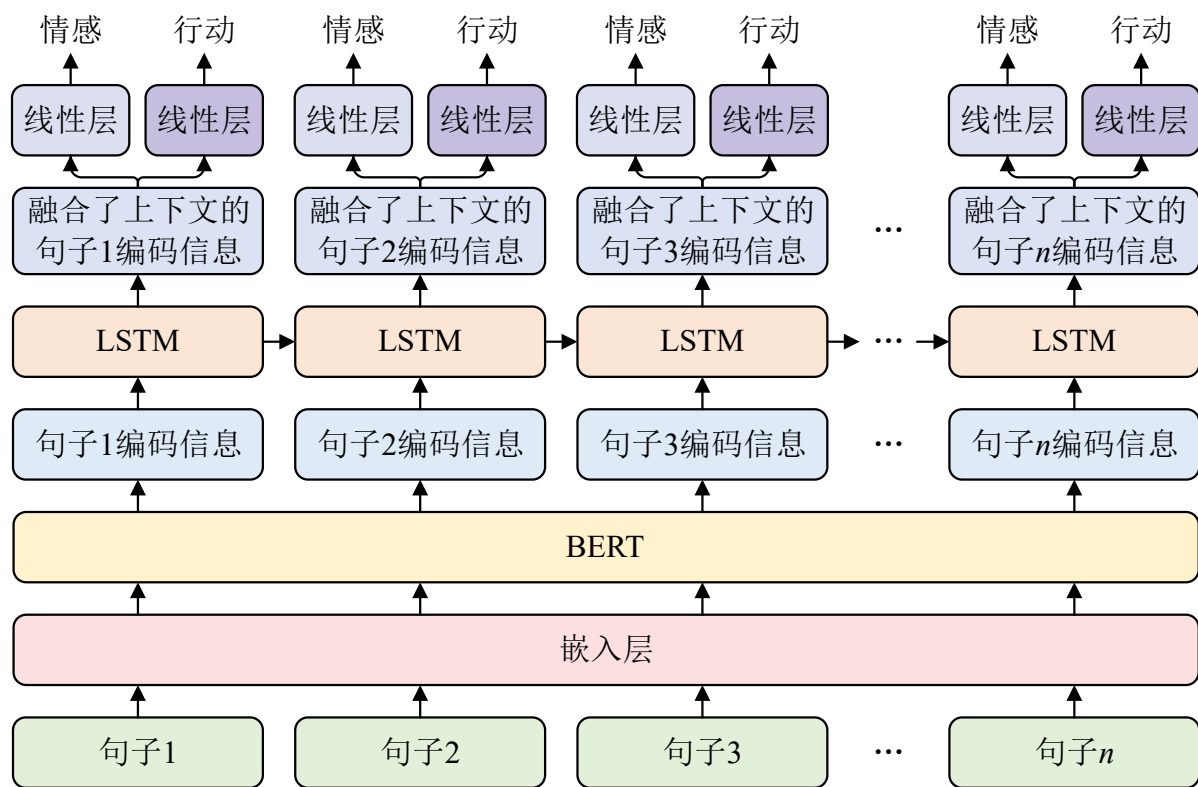 情感 行动 情感 行动 情感 行动 情感 行动
线性层 线性层 线性层 线性层 线性层 线性层 线性层 线性层
融合了上下文的 融合了上下文的 融合了上下文的 融合了上下文的
句子1编码信息 句子2编码信息 句子3编码信息 … 句子n编码信息
LSTM LSTM LSTM … LSTM
句子1编码信息 句子2编码信息 句子3编码信息 … 句子n编码信息
BERT
嵌入层
句子1 句子2 句子3 … 句子n